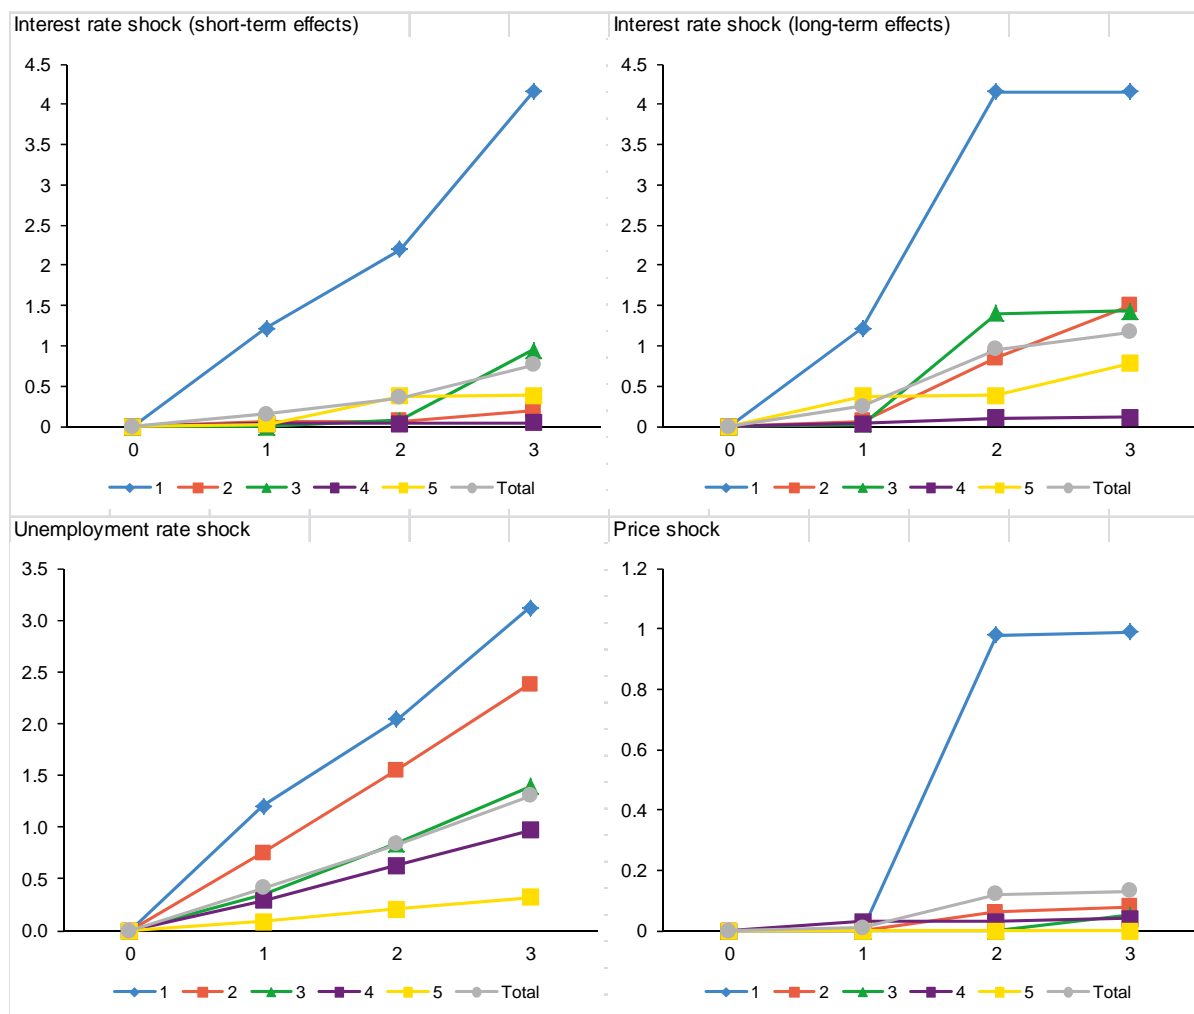 Interest rate shock (short-term effects)
4.5
4
3.5
3
2.5
2
1.5
1
0.5
0
0 1 2 3
1 2 3 4 5 Total
Interest rate shock (long-term effects)
4.5
4
3.5
3
2.5
2
1.5
1
0.5
0
0 1 2 3
1 2 3 4 5 Total
Unemployment rate shock
3.5
3.0
2.5
2.0
1.5
1.0
0.5
0.0
0 1 2 3
1 2 3 4 5 Total
Price shock
1.2
1
0.8
0.6
0.4
0.2
0
0 1 2 3
1 2 3 4 5 Total